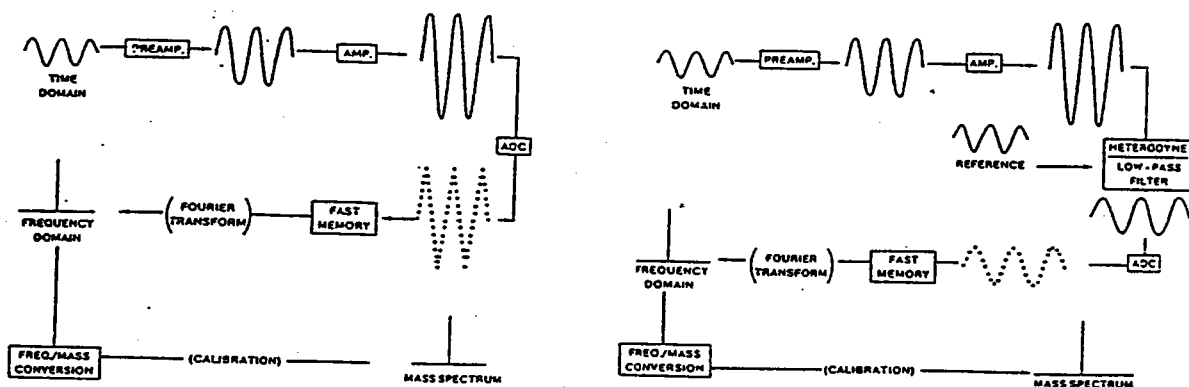 PREAMP.
AMP.
TIME
DOMAIN
ADC
FOURIER
TRANSFORM
FAST
MEMORY
FREQUENCY
DOMAIN
FREQ./MASS
CONVERSION
(CALIBRATION)
MASS SPECTRUM
PREAMP.
AMP.
TIME
DOMAIN
REFERENCE
HETERODYNE
LOW-PASS
FILTER
ADC
FOURIER
TRANSFORM
FAST
MEMORY
FREQUENCY
DOMAIN
FREQ./MASS
CONVERSION
(CALIBRATION)
MASS SPECTRUM